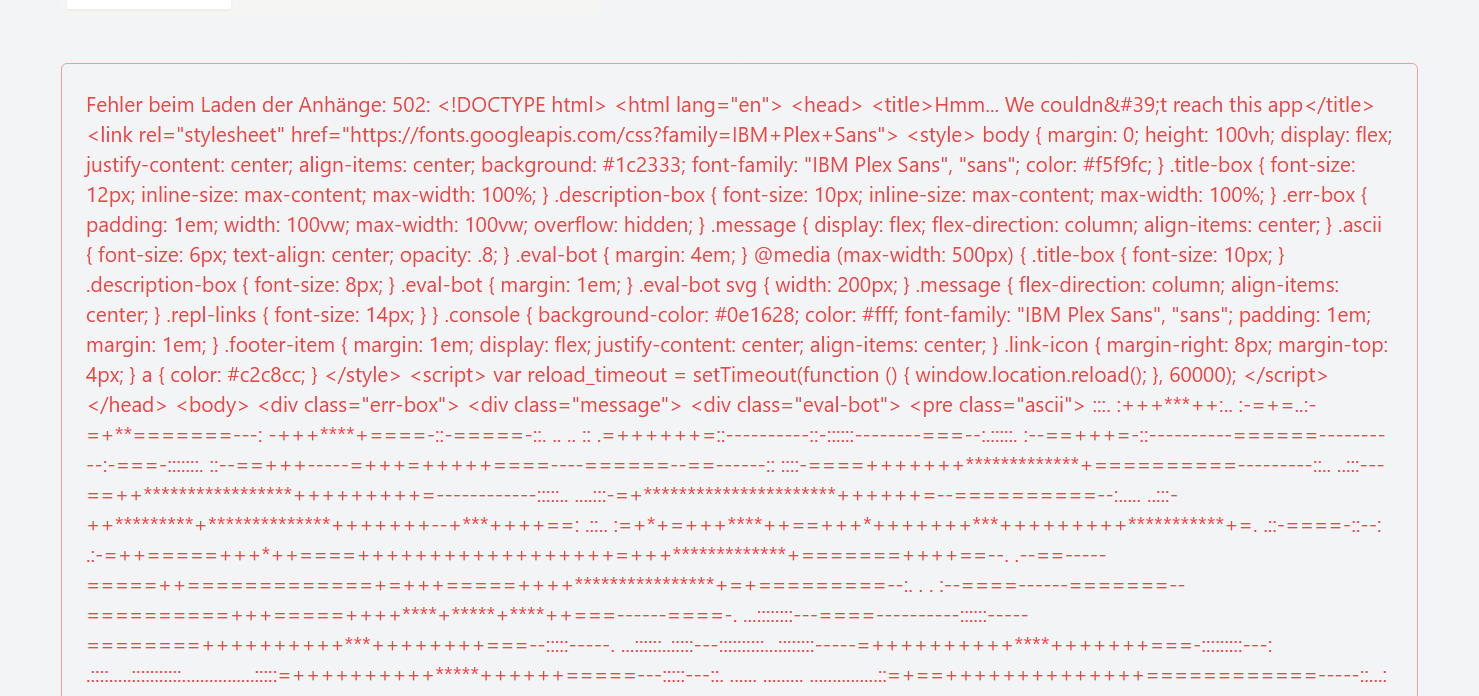 Fehler beim Laden der Anhänge: 502: <!DOCTYPE html> <html lang="en"> <head> <title>Hmm... We couldn&#39;t reach this app</title>
<link rel="stylesheet" href="https://fonts.googleapis.com/css?family=IBM+Plex+Sans"> <style> body { margin: 0; height: 100vh; display: flex;
justify-content: center; align-items: center; background: #1c2333; font-family: "IBM Plex Sans", "sans"; color: #f5f9fc; } .title-box { font-size:
12px; inline-size: max-content; max-width: 100%; } .description-box { font-size: 10px; inline-size: max-content; max-width: 100%; } .err-box {
padding: 1em; width: 100vw; max-width: 100vw; overflow: hidden; } .message { display: flex; flex-direction: column; align-items: center; } .ascii
{ font-size: 6px; text-align: center; opacity: .8; } .eval-bot { margin: 4em; } @media (max-width: 500px) { .title-box { font-size: 10px; }
.description-box { font-size: 8px; } .eval-bot { margin: 1em; } .eval-bot svg { width: 200px; } .message { flex-direction: column; align-items:
center; } .repl-links { font-size: 14px; } } .console { background-color: #0e1628; color: #fff; font-family: "IBM Plex Sans", "sans"; padding: 1em;
margin: 1em; } .footer-item { margin: 1em; display: flex; justify-content: center; align-items: center; } .link-icon { margin-right: 8px; margin-top:
4px; } a { color: #c2c8cc; } </style> <script> var reload_timeout = setTimeout(function () { window.location.reload(); }, 60000); </script>
</head> <body> <div class="err-box"> <div class="message"> <div class="eval-bot"> <pre class="ascii">